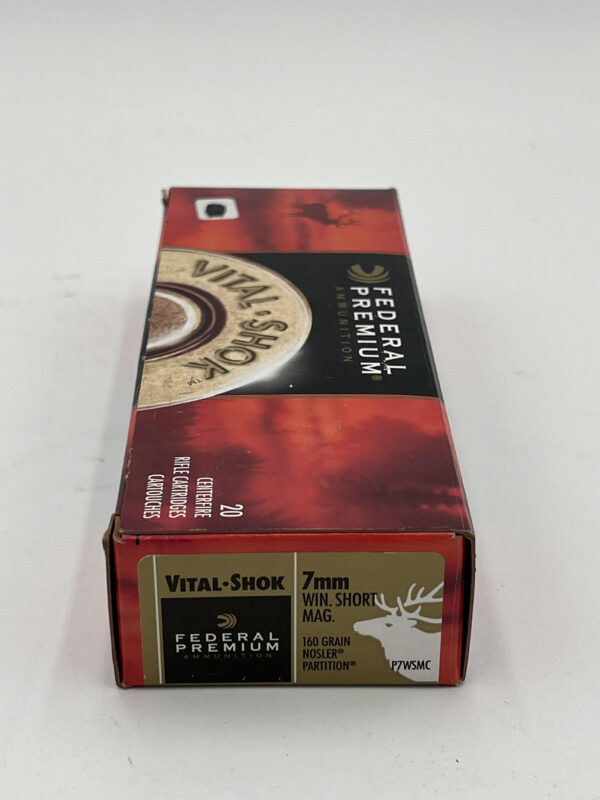 VITAL·SHOK™
FEDERAL
PREMIUM®
AMMUNITION
20
CENTERFIRE
RIFLE CARTRIDGES
CARTOUCHES
VITAL·SHOK
FEDERAL
PREMIUM
AMMUNITION
7mm
WIN. SHORT
MAG.
160 GRAIN
NOSLER®
PARTITION®
P7WSMC